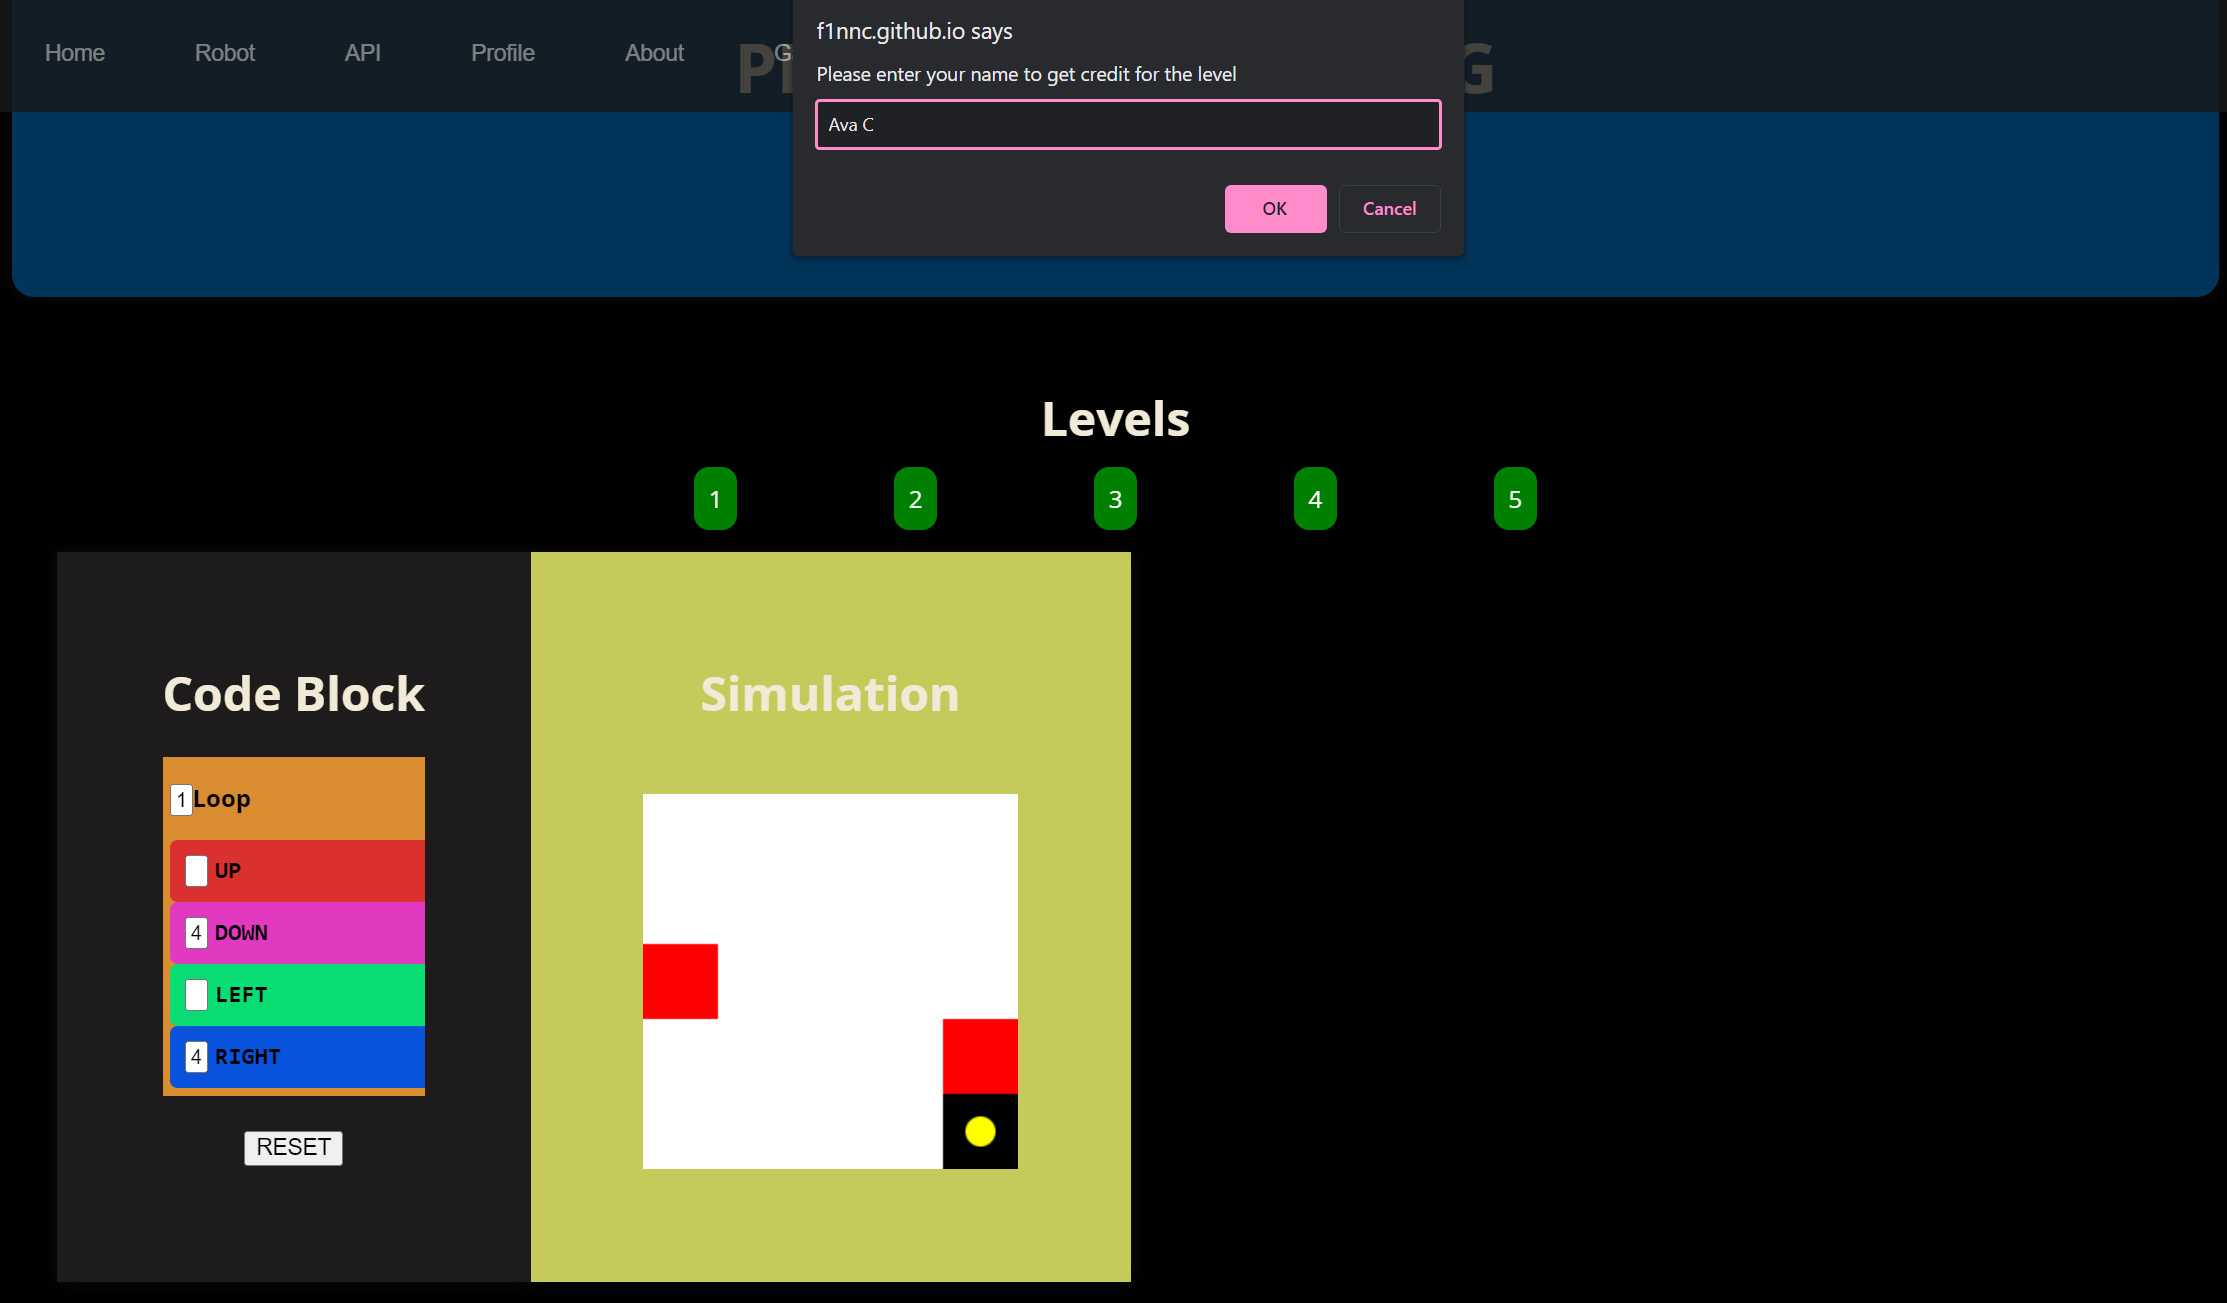 f1nnc.github.io says
Please enter your name to get credit for the level
Ava C
OK Cancel
Home Robot API Profile About
Levels
1 2 3 4 5
Code Block
1 Loop
UP
4 DOWN
LEFT
4 RIGHT
RESET
Simulation